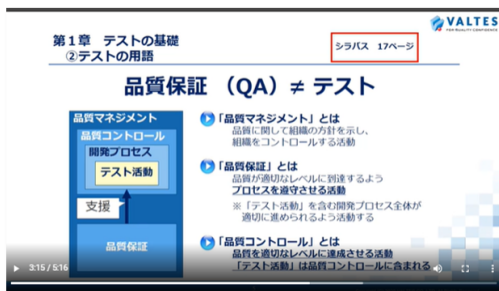 VALTES
FOR QUALITY CONFIDENCE
第1章 テストの基礎
②テストの用語
シラバス 17ページ
品質保証 （QA）≠ テスト
品質マネジメント
品質コントロール
開発プロセス
テスト活動
支援
品質保証
「品質マネジメント」とは
品質に関して組織の方針を示し、
組織をコントロールする活動
「品質保証」とは
品質が適切なレベルに到達するよう
プロセスを遵守させる活動
※「テスト活動」を含む開発プロセス全体が
適切に進められるよう活動する
「品質コントロール」とは
品質を適切なレベルに達成させる活動
「テスト活動」は品質コントロールに含まれる
3:15 / 5:16